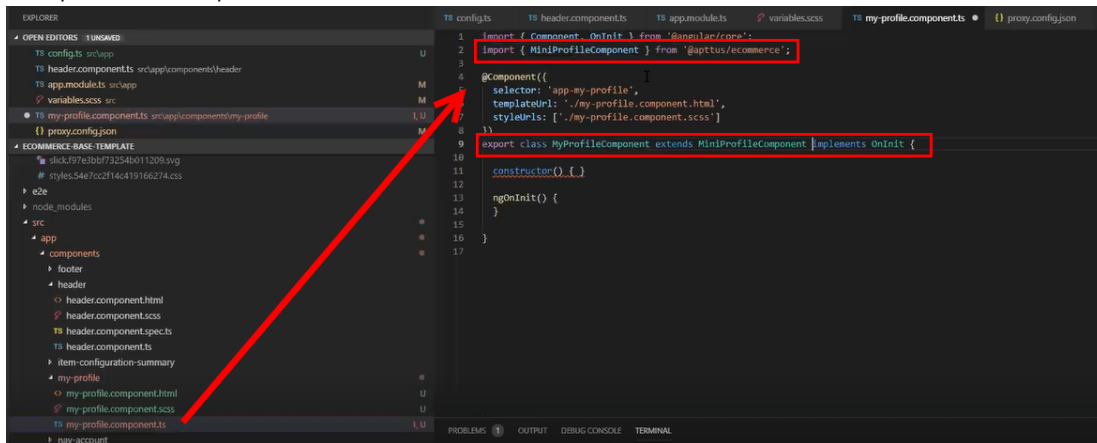 EXPLORER
OPEN EDITORS 1 UNSAVED
TS config.ts src\app U
TS header.component.ts src\app\components\header
TS app.module.ts src\app M
variables.scss src M
TS my-profile.component.ts src\app\components\my-profile 1, U
{} proxy.config.json M
ECOMMERCE-BASE-TEMPLATE
slick.f97e3bbf73254b011209.svg
# styles.54e7cc2f14c419166274.css
e2e
node_modules
src
app
components
footer
header
<> header.component.html
header.component.scss
TS header.component.spec.ts
TS header.component.ts
item-configuration-summary
my-profile
<> my-profile.component.html U
my-profile.component.scss U
TS my-profile.component.ts 1, U
nav-account
TS config.ts TS header.component.ts TS app.module.ts variables.scss TS my-profile.component.ts {} proxy.config.json
1 import { Component, OnInit } from '@angular/core';
2 import { MiniProfileComponent } from '@apttus/ecommerce';
3
4 @Component({
5 selector: 'app-my-profile',
templateUrl: './my-profile.component.html',
7 styleUrls: ['./my-profile.component.scss']
8 })
9 export class MyProfileComponent extends MiniProfileComponent implements OnInit {
10
11 constructor() { }
12
13 ngOnInit() {
14 }
15
16 }
17
PROBLEMS 1 OUTPUT DEBUG CONSOLE TERMINAL